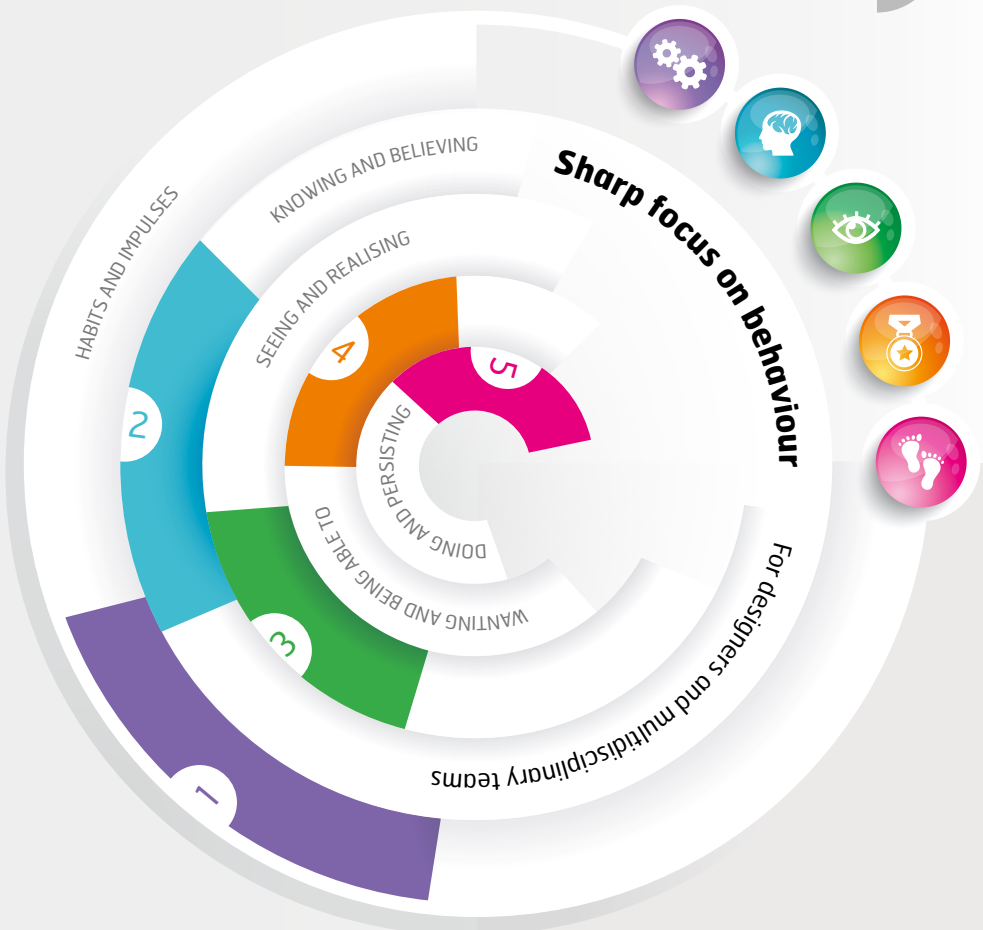 Sharp focus on behaviour
For designers and multidisciplinary teams
1
HABITS AND IMPULSES
2
KNOWING AND BELIEVING
3
SEEING AND REALISING
4
WANTING AND BEING ABLE TO
5
DOING AND PERSISTING